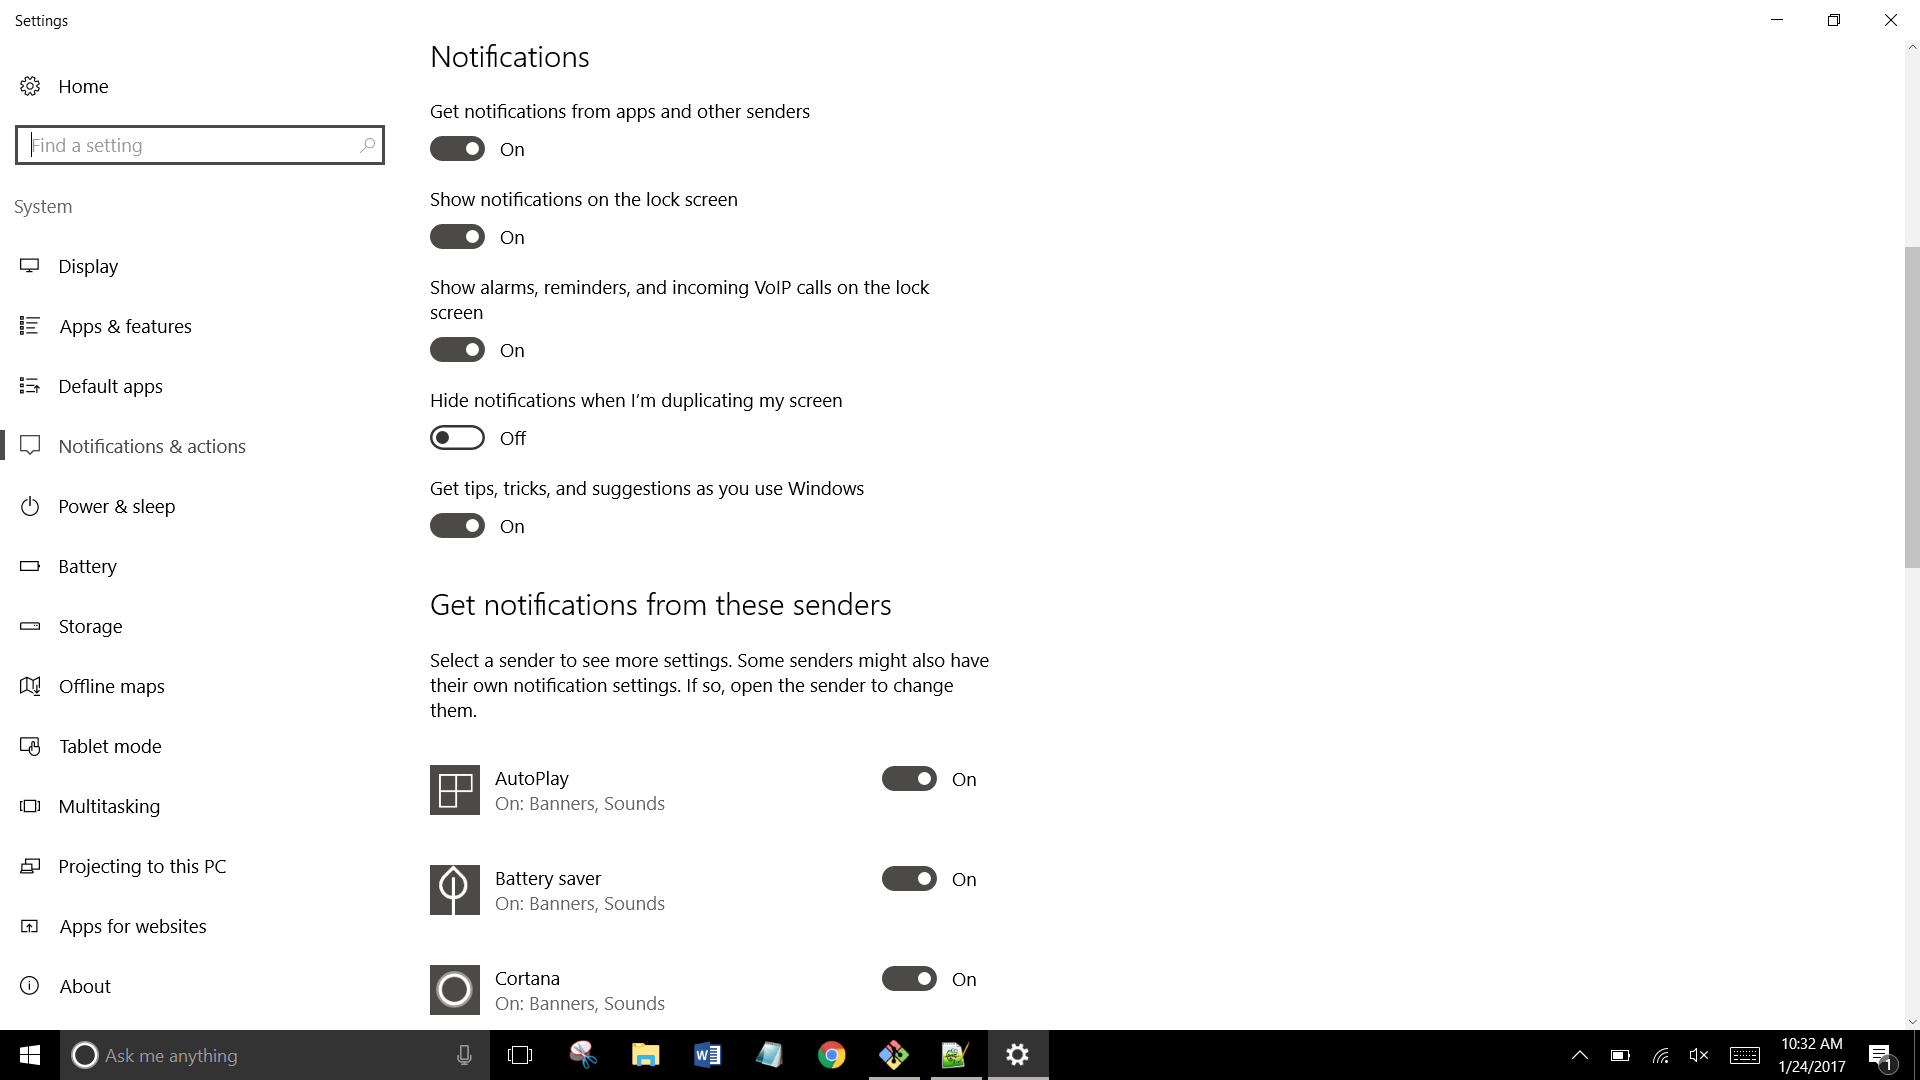 Settings
Home
Find a setting
System
Display
Apps & features
Default apps
Notifications & actions
Power & sleep
Battery
Storage
Offline maps
Tablet mode
Multitasking
Projecting to this PC
Apps for websites
About
Notifications
Get notifications from apps and other senders
On
Show notifications on the lock screen
On
Show alarms, reminders, and incoming VoIP calls on the lock
screen
On
Hide notifications when I'm duplicating my screen
Off
Get tips, tricks, and suggestions as you use Windows
On
Get notifications from these senders
Select a sender to see more settings. Some senders might also have
their own notification settings. If so, open the sender to change
them.
AutoPlay
On: Banners, Sounds
On
Battery saver
On: Banners, Sounds
On
Cortana
On: Banners, Sounds
On
Ask me anything
10:32 AM
1/24/2017
1